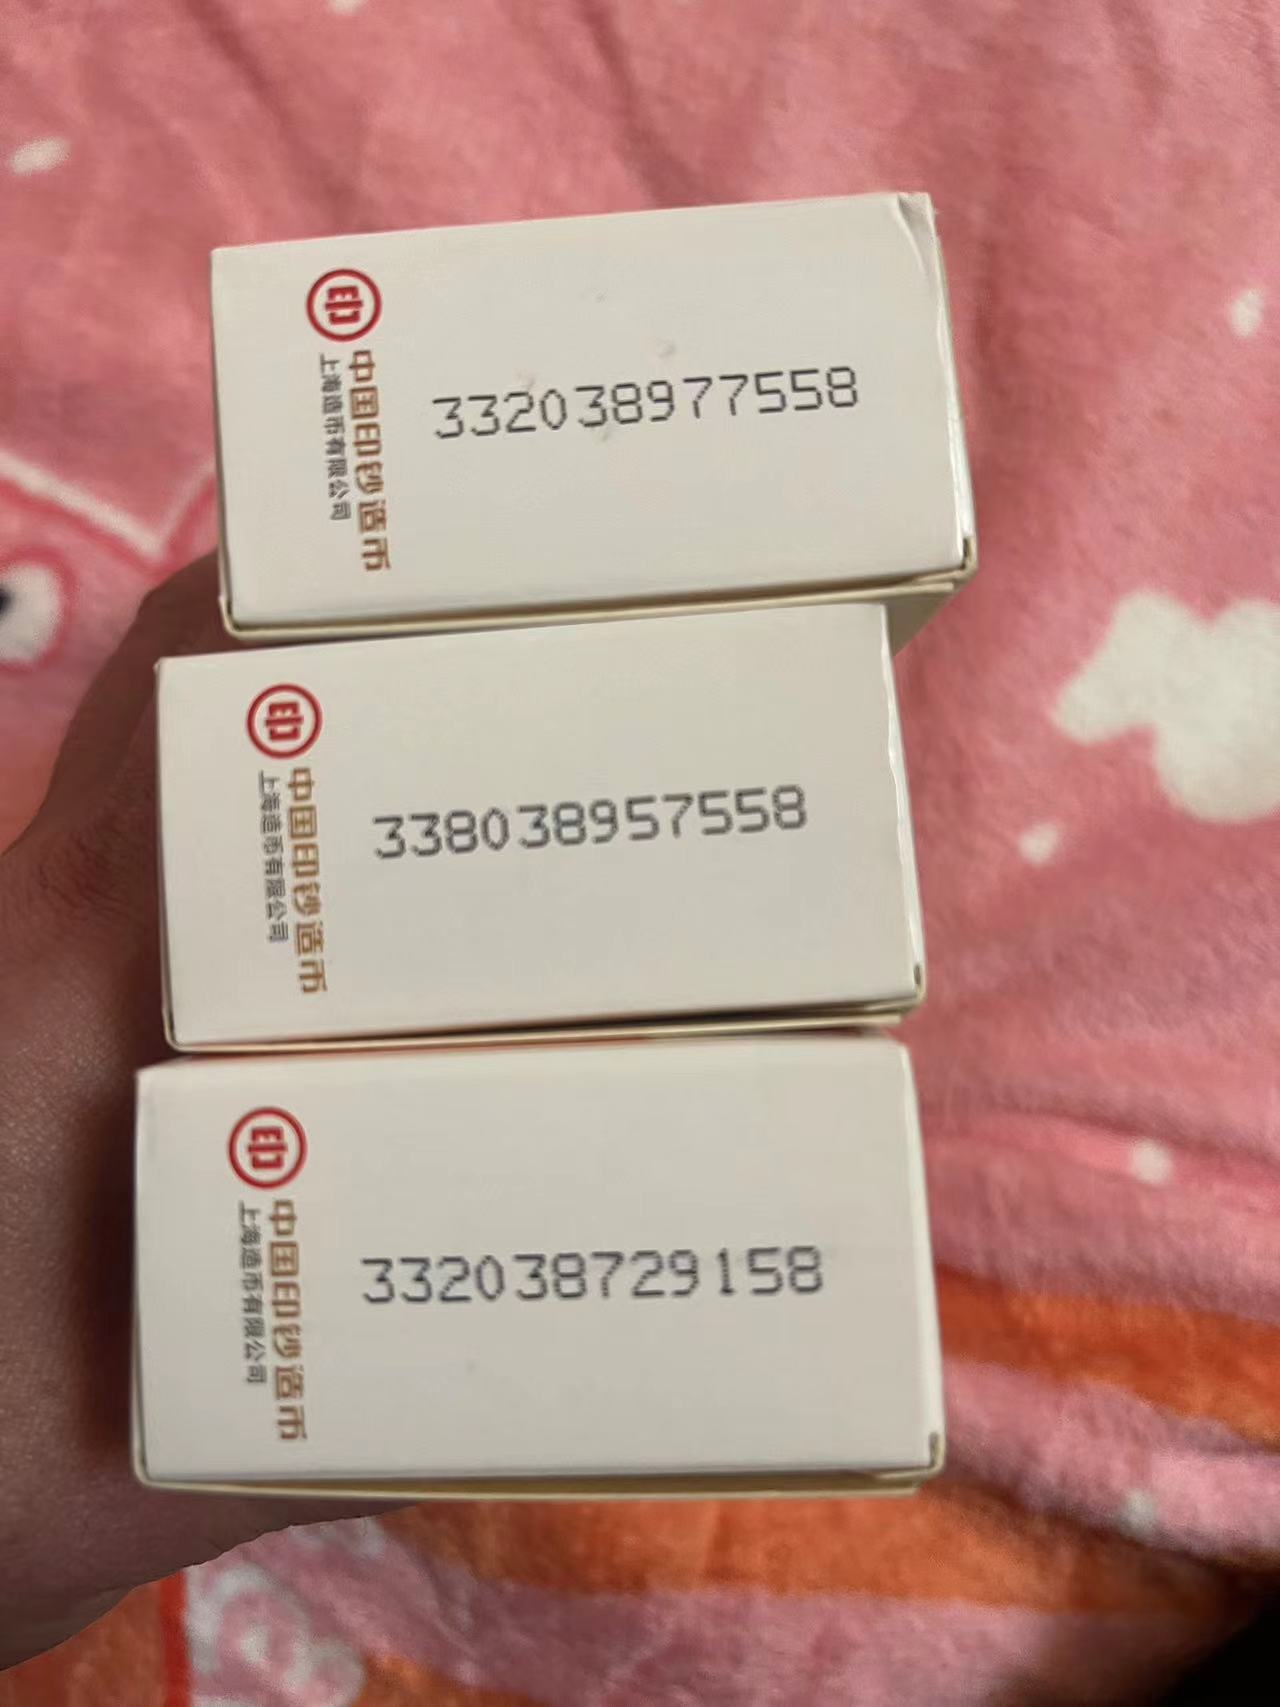 印
中国印钞造币
上海造币有限公司
332038977558
印
中国印钞造币
上海造币有限公司
338038957558
印
中国印钞造币
上海造币有限公司
332038729158